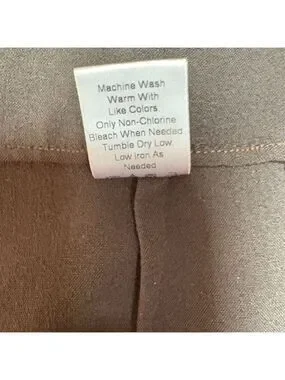 Machine Wash
Warm With
Like Colors
Only Non-Chlorine
Bleach When Needed
Tumble Dry Low
Low Iron As
Needed